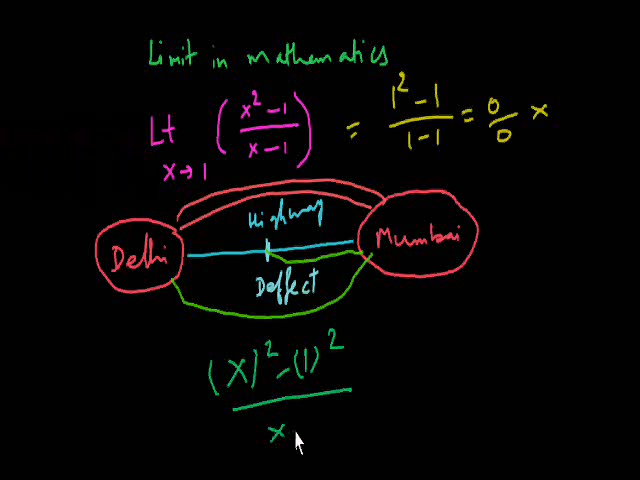 Limit in mathematics
Lt x→1 (x² - 1 / x - 1) = 1² - 1 / 1 - 1 = 0/0 ×
Highway
Delhi
Mumbai
Deffect
(x)² - (1)²
x